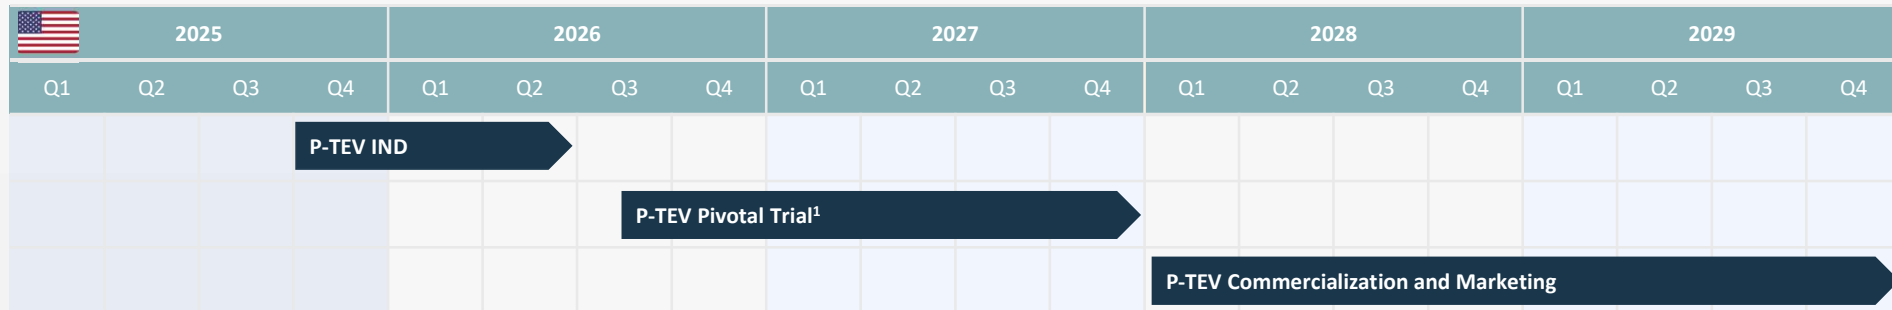 2025 2026 2027 2028 2029
Q1 Q2 Q3 Q4 Q1 Q2 Q3 Q4 Q1 Q2 Q3 Q4 Q1 Q2 Q3 Q4 Q1 Q2 Q3 Q4
P-TEV IND
P-TEV Pivotal Trial¹
P-TEV Commercialization and Marketing